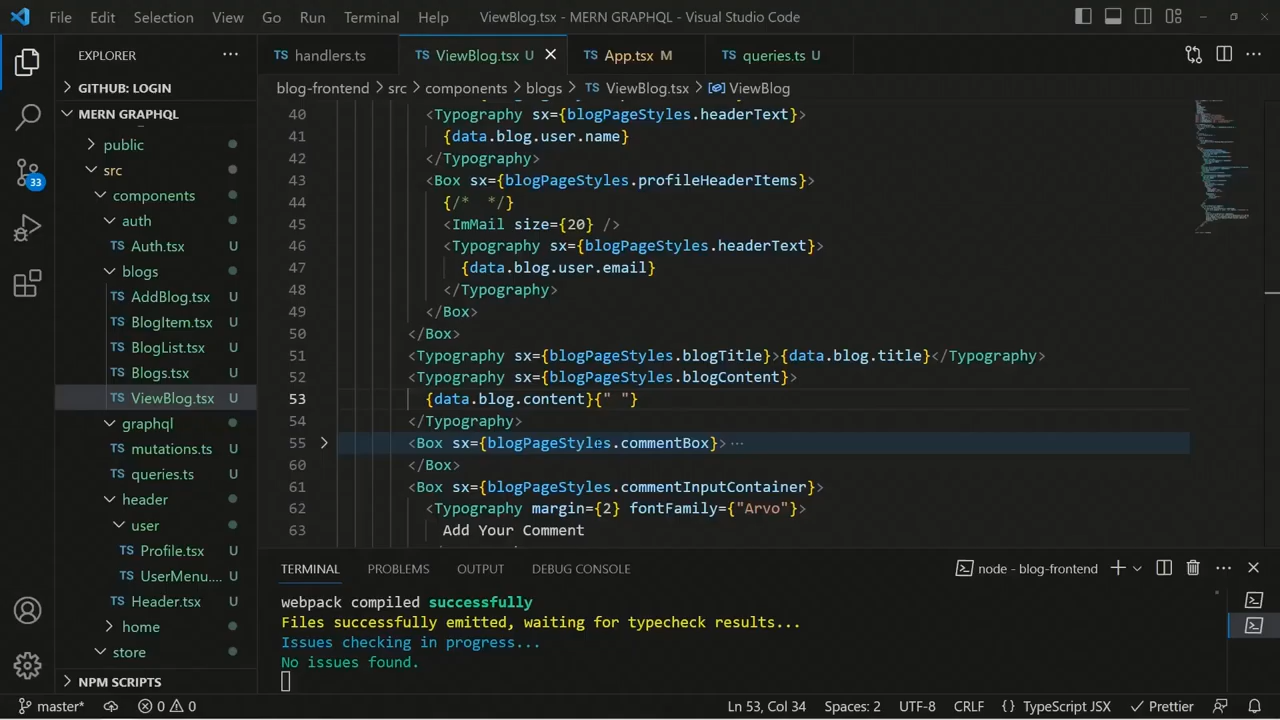 File Edit Selection View Go Run Terminal Help ViewBlog.tsx - MERN GRAPHQL - Visual Studio Code
EXPLORER
GITHUB: LOGIN
MERN GRAPHQL
public
src
components
auth
TS Auth.tsx U
blogs
TS AddBlog.tsx U
TS BlogItem.tsx U
TS BlogList.tsx U
TS Blogs.tsx U
TS ViewBlog.tsx U
graphql
TS mutations.ts U
TS queries.ts U
header
user
TS Profile.tsx U
TS UserMenu.... U
TS Header.tsx U
home
store
NPM SCRIPTS
33
TS handlers.ts TS ViewBlog.tsx U TS App.tsx M TS queries.ts U
blog-frontend > src > components > blogs > TS ViewBlog.tsx > ViewBlog
40 <Typography sx={blogPageStyles.headerText}>
41 {data.blog.user.name}
42 </Typography>
43 <Box sx={blogPageStyles.profileHeaderItems}>
44 {/*  */}
45 <ImMail size={20} />
46 <Typography sx={blogPageStyles.headerText}>
47 {data.blog.user.email}
48 </Typography>
49 </Box>
50 </Box>
51 <Typography sx={blogPageStyles.blogTitle}>{data.blog.title}</Typography>
52 <Typography sx={blogPageStyles.blogContent}>
53 {data.blog.content}{" "}
54 </Typography>
55 <Box sx={blogPageStyles.commentBox}> ...
60 </Box>
61 <Box sx={blogPageStyles.commentInputContainer}>
62 <Typography margin={2} fontFamily={"Arvo"}>
63 Add Your Comment
TERMINAL PROBLEMS OUTPUT DEBUG CONSOLE node - blog-frontend
webpack compiled successfully
Files successfully emitted, waiting for typecheck results...
Issues checking in progress...
No issues found.
master* 0 0 Ln 53, Col 34 Spaces: 2 UTF-8 CRLF {} TypeScript JSX Prettier